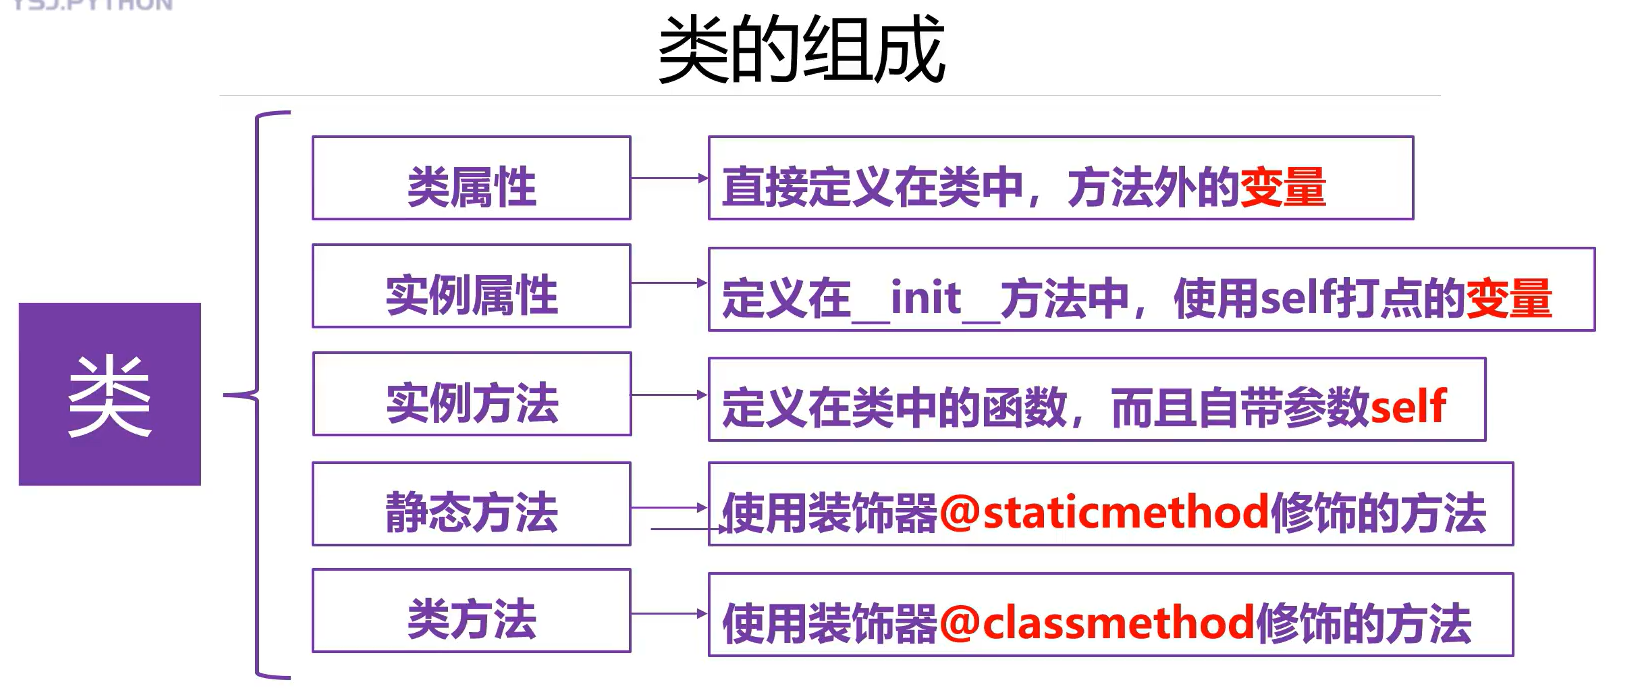 YSJ.PYTHON
类的组成
类
类属性
直接定义在类中，方法外的变量
实例属性
定义在__init__方法中，使用self打点的变量
实例方法
定义在类中的函数，而且自带参数self
静态方法
使用装饰器@staticmethod修饰的方法
类方法
使用装饰器@classmethod修饰的方法